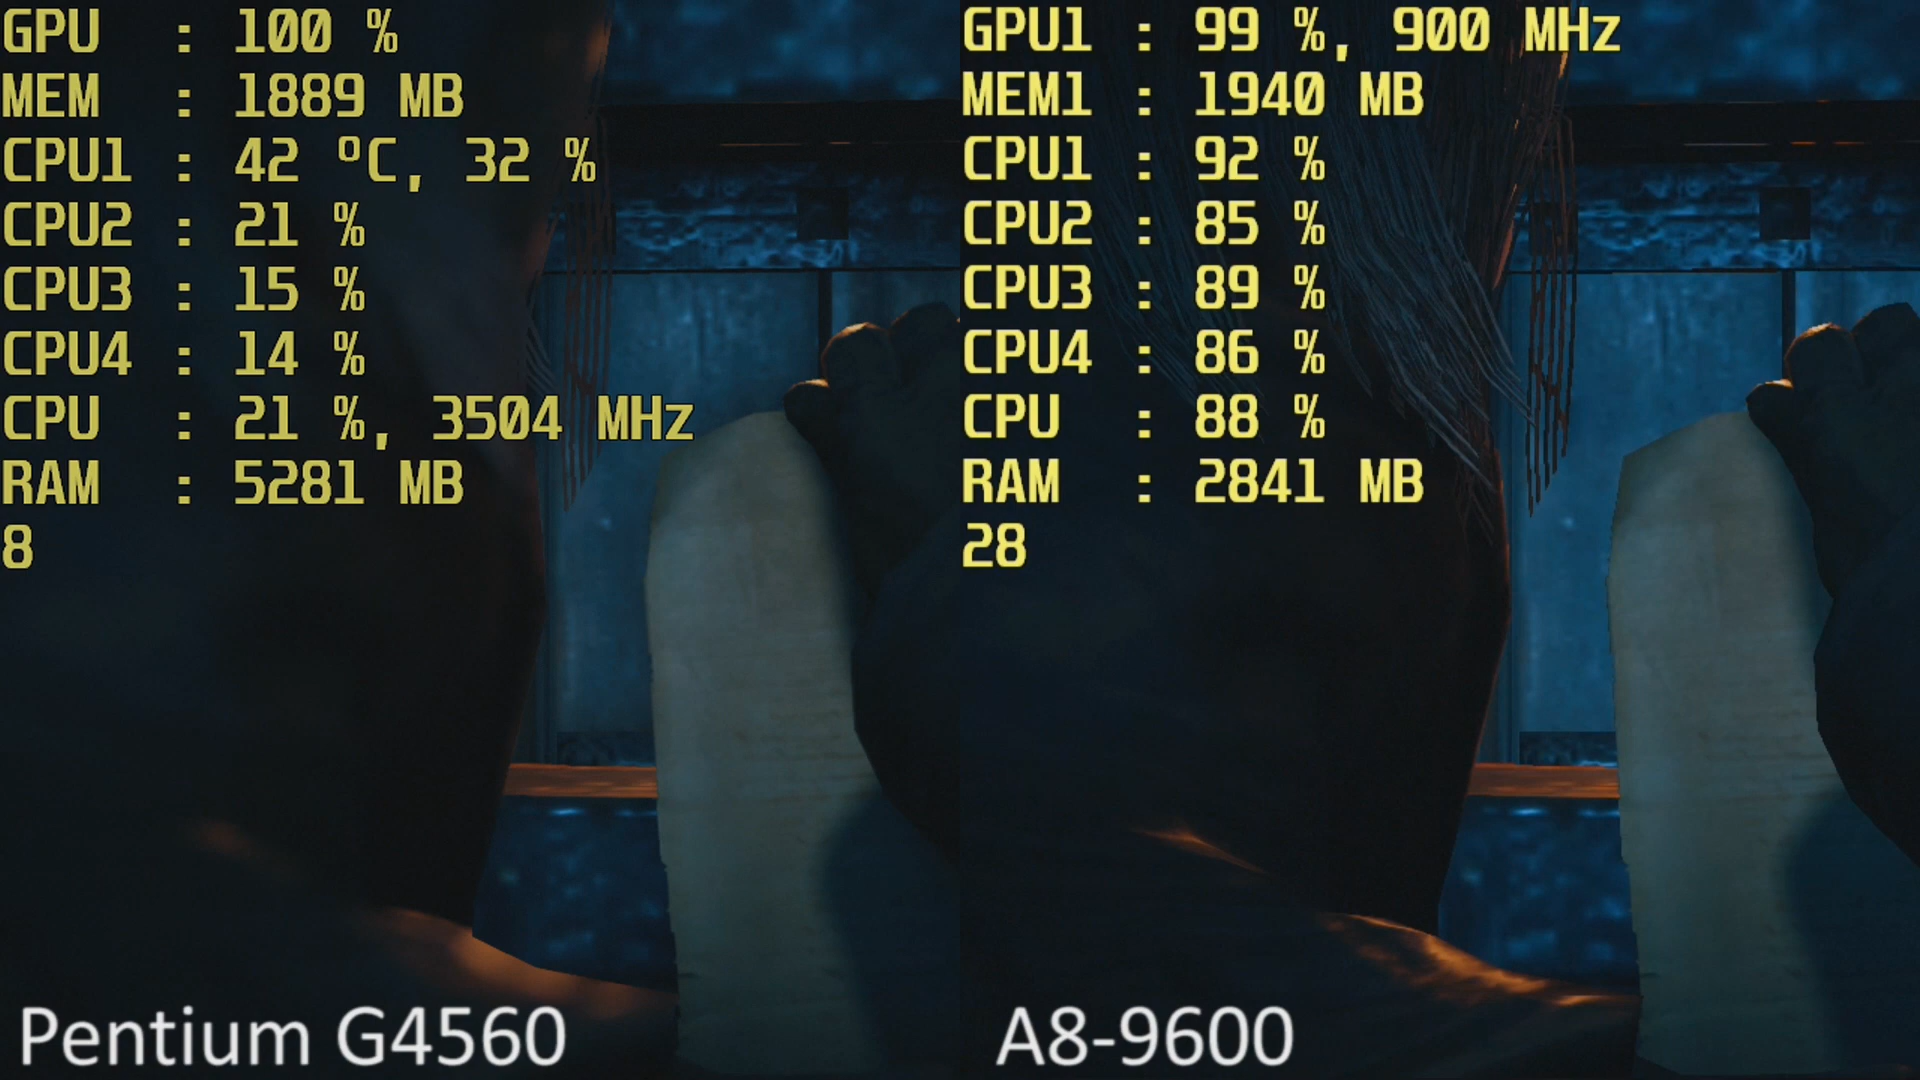 GPU : 100 %
MEM : 1889 MB
CPU1 : 42 ºC, 32 %
CPU2 : 21 %
CPU3 : 15 %
CPU4 : 14 %
CPU : 21 %, 3504 MHz
RAM : 5281 MB
8
Pentium G4560
GPU1 : 99 %, 900 MHz
MEM1 : 1940 MB
CPU1 : 92 %
CPU2 : 85 %
CPU3 : 89 %
CPU4 : 86 %
CPU : 88 %
RAM : 2841 MB
28
A8-9600